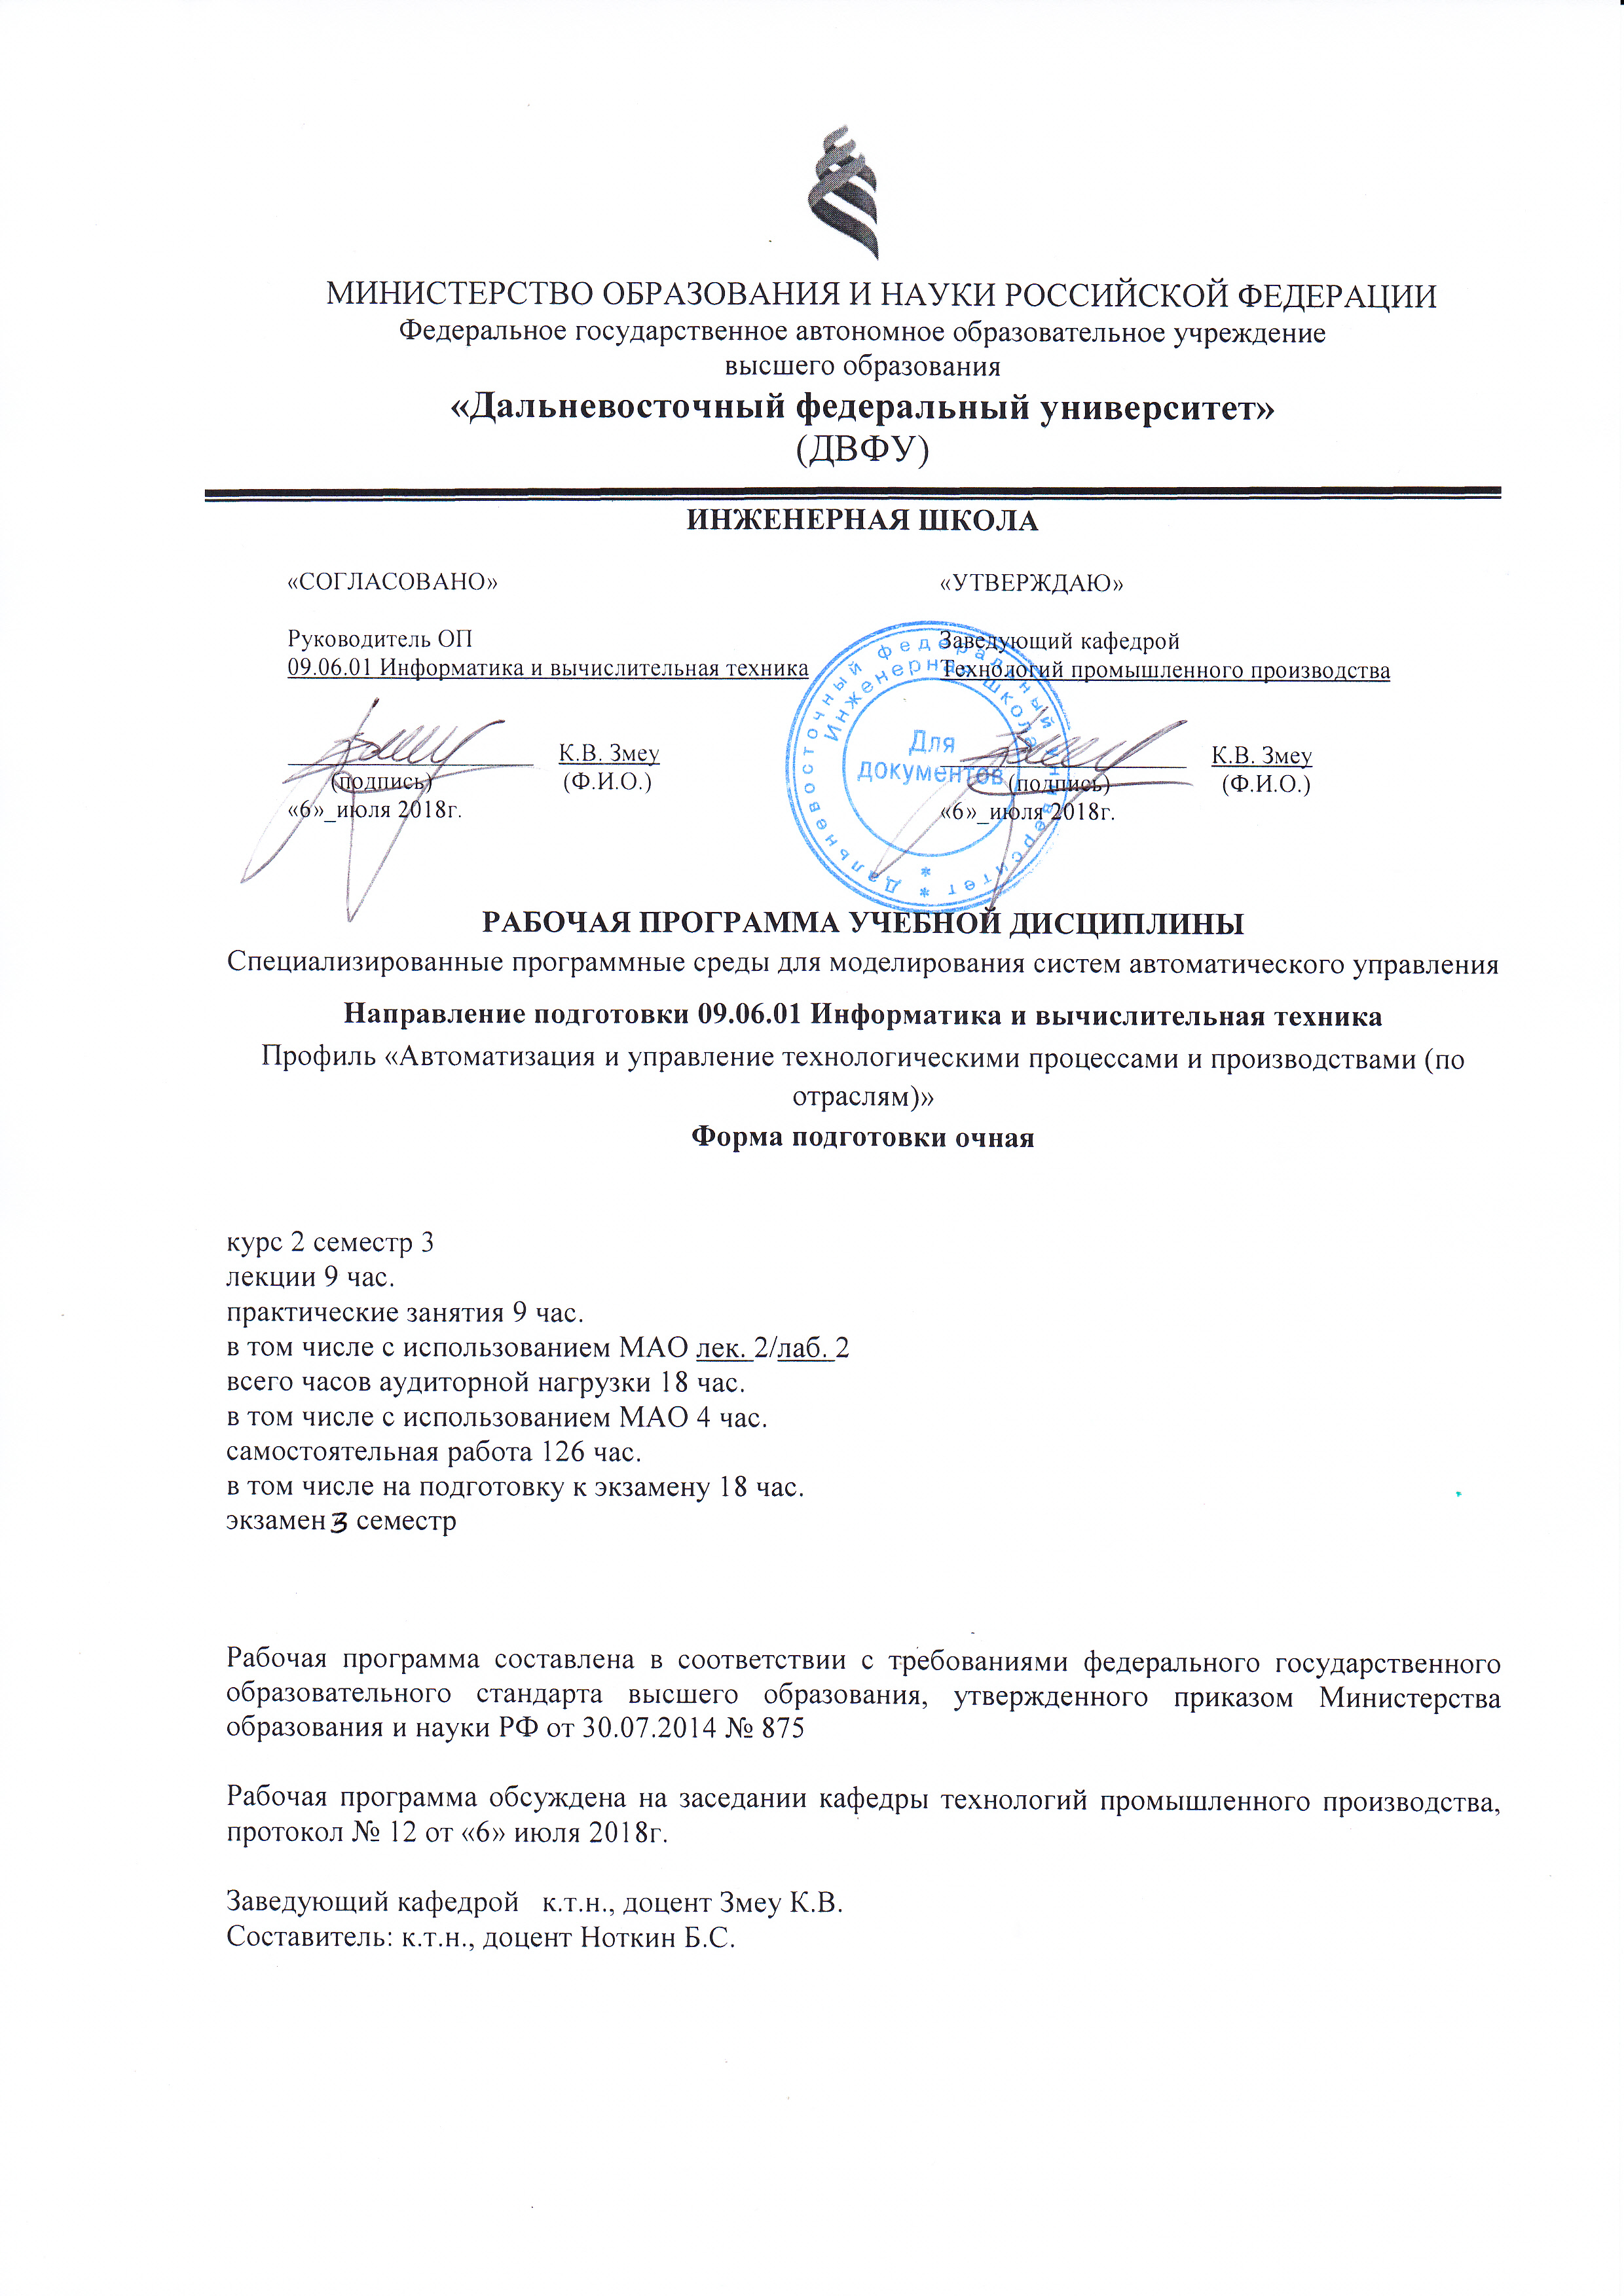 МИНИСТЕРСТВО ОБРАЗОВАНИЯ И НАУКИ РОССИЙСКОЙ ФЕДЕРАЦИИ
Федеральное государственное автономное образовательное учреждение
высшего образования
«Дальневосточный федеральный университет»
(ДВФУ)
ИНЖЕНЕРНАЯ ШКОЛА
«СОГЛАСОВАНО»
Руководитель ОП
09.06.01 Информатика и вычислительная техника
К.В. Змеу
(подпись) (Ф.И.О.)
«6»_июля 2018г.
«УТВЕРЖДАЮ»
Заведующий кафедрой
Технологий промышленного производства
К.В. Змеу
(подпись) (Ф.И.О.)
«6»_июля 2018г.
Дальневосточный федеральный университет
Инженерная школа
Для
документов
РАБОЧАЯ ПРОГРАММА УЧЕБНОЙ ДИСЦИПЛИНЫ
Специализированные программные среды для моделирования систем автоматического управления
Направление подготовки 09.06.01 Информатика и вычислительная техника
Профиль «Автоматизация и управление технологическими процессами и производствами (по
отраслям)»
Форма подготовки очная
курс 2 семестр 3
лекции 9 час.
практические занятия 9 час.
в том числе с использованием МАО лек. 2/лаб. 2
всего часов аудиторной нагрузки 18 час.
в том числе с использованием МАО 4 час.
самостоятельная работа 126 час.
в том числе на подготовку к экзамену 18 час.
экзамен 3 семестр
Рабочая программа составлена в соответствии с требованиями федерального государственного
образовательного стандарта высшего образования, утвержденного приказом Министерства
образования и науки РФ от 30.07.2014 № 875
Рабочая программа обсуждена на заседании кафедры технологий промышленного производства,
протокол № 12 от «6» июля 2018г.
Заведующий кафедрой к.т.н., доцент Змеу К.В.
Составитель: к.т.н., доцент Ноткин Б.С.